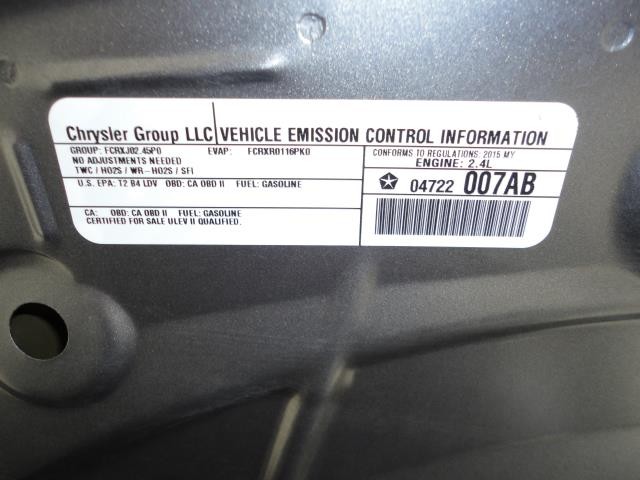 Chrysler Group LLC VEHICLE EMISSION CONTROL INFORMATION
GROUP: FCRXJ02.45P0 EVAP: FCRXR0116PK0 CONFORMS TO REGULATIONS: 2015 MY
NO ADJUSTMENTS NEEDED ENGINE: 2.4L
TWC / HO2S / WR-HO2S / SFI
U.S. EPA: T2 B4 LDV OBD: CA OBD II FUEL: GASOLINE
04722 007AB
CA: OBD: CA OBD II FUEL: GASOLINE
CERTIFIED FOR SALE ULEV II QUALIFIED.